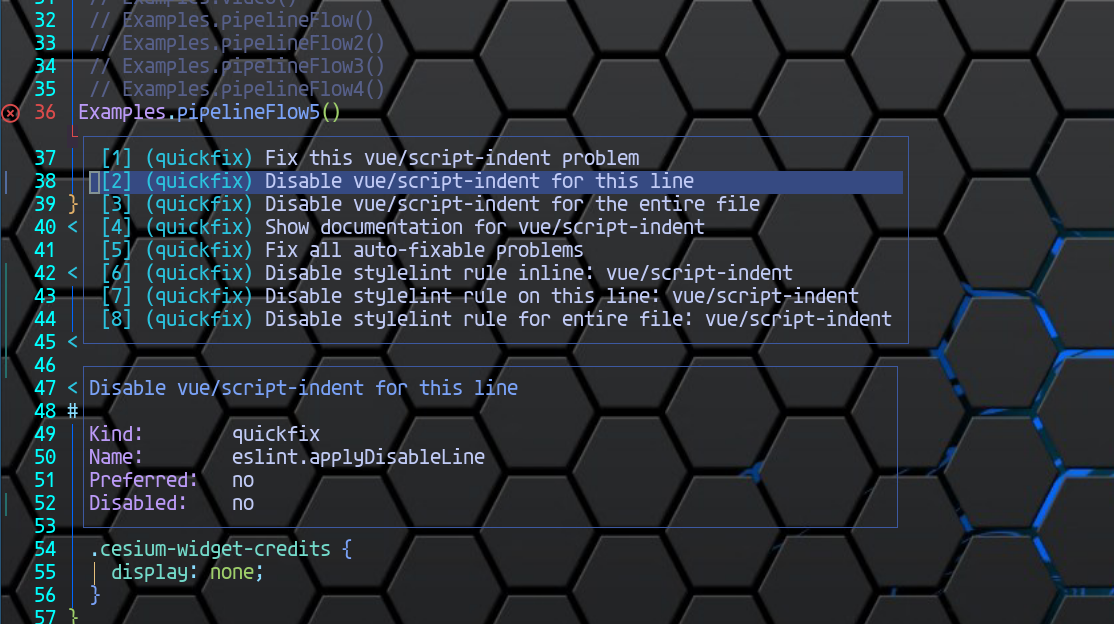 31 // Examples.video()
32 // Examples.pipelineFlow()
33 // Examples.pipelineFlow2()
34 // Examples.pipelineFlow3()
35 // Examples.pipelineFlow4()
36 Examples.pipelineFlow5()
37 [1] (quickfix) Fix this vue/script-indent problem
38 [2] (quickfix) Disable vue/script-indent for this line
39 } [3] (quickfix) Disable vue/script-indent for the entire file
40 < [4] (quickfix) Show documentation for vue/script-indent
41 [5] (quickfix) Fix all auto-fixable problems
42 < [6] (quickfix) Disable stylelint rule inline: vue/script-indent
43 [7] (quickfix) Disable stylelint rule on this line: vue/script-indent
44 [8] (quickfix) Disable stylelint rule for entire file: vue/script-indent
45 <
46
47 < Disable vue/script-indent for this line
48 #
49 Kind: quickfix
50 Name: eslint.applyDisableLine
51 Preferred: no
52 Disabled: no
53
54 .cesium-widget-credits {
55 display: none;
56 }
57 }